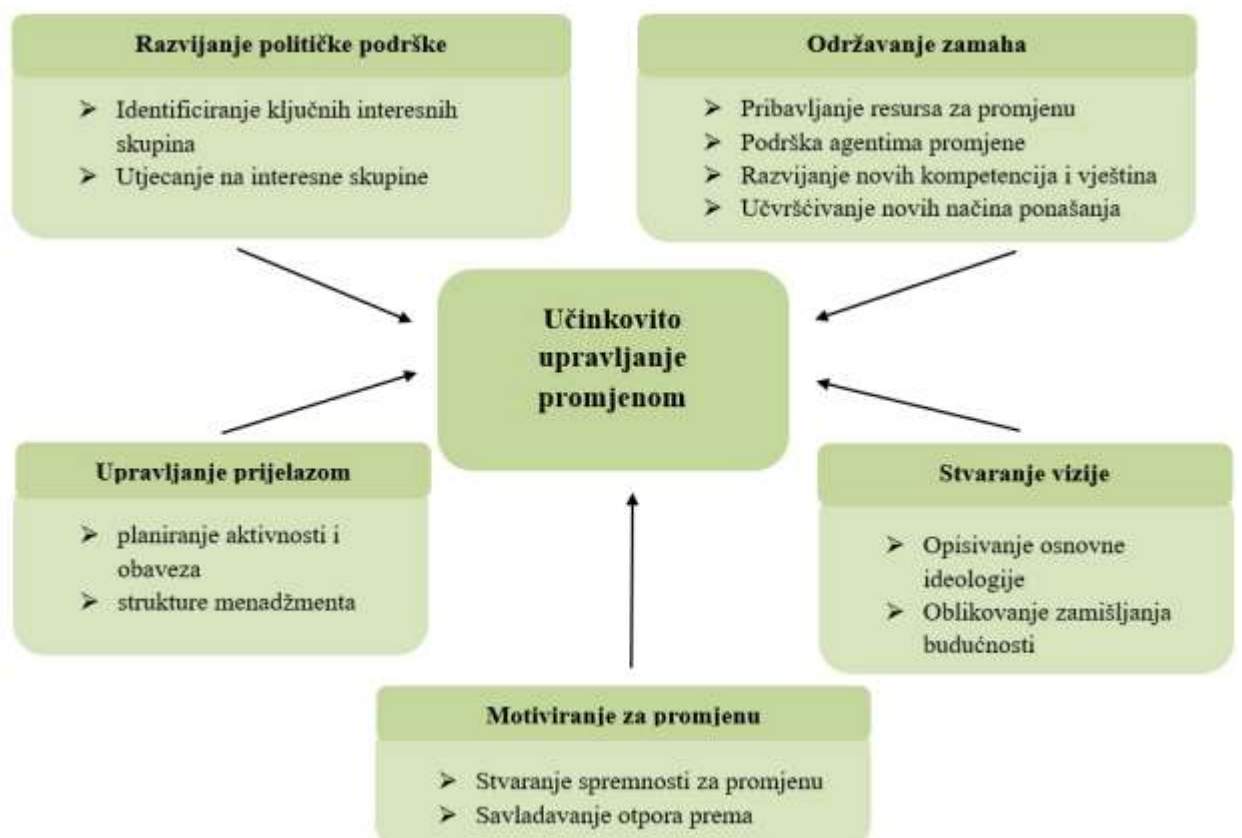 Razvijanje političke podrške
➢ Identificiranje ključnih interesnih
skupina
➢ Utjecanje na interesne skupine
Održavanje zamaha
➢ Pribavljanje resursa za promjenu
➢ Podrška agentima promjene
➢ Razvijanje novih kompetencija i vještina
➢ Učvršćivanje novih načina ponašanja
Učinkovito
upravljanje
promjenom
Upravljanje prijelazom
➢ planiranje aktivnosti i
obaveza
➢ strukture menadžmenta
Stvaranje vizije
➢ Opisivanje osnovne
ideologije
➢ Oblikovanje zamišljanja
budućnosti
Motiviranje za promjenu
➢ Stvaranje spremnosti za promjenu
➢ Savladavanje otpora prema